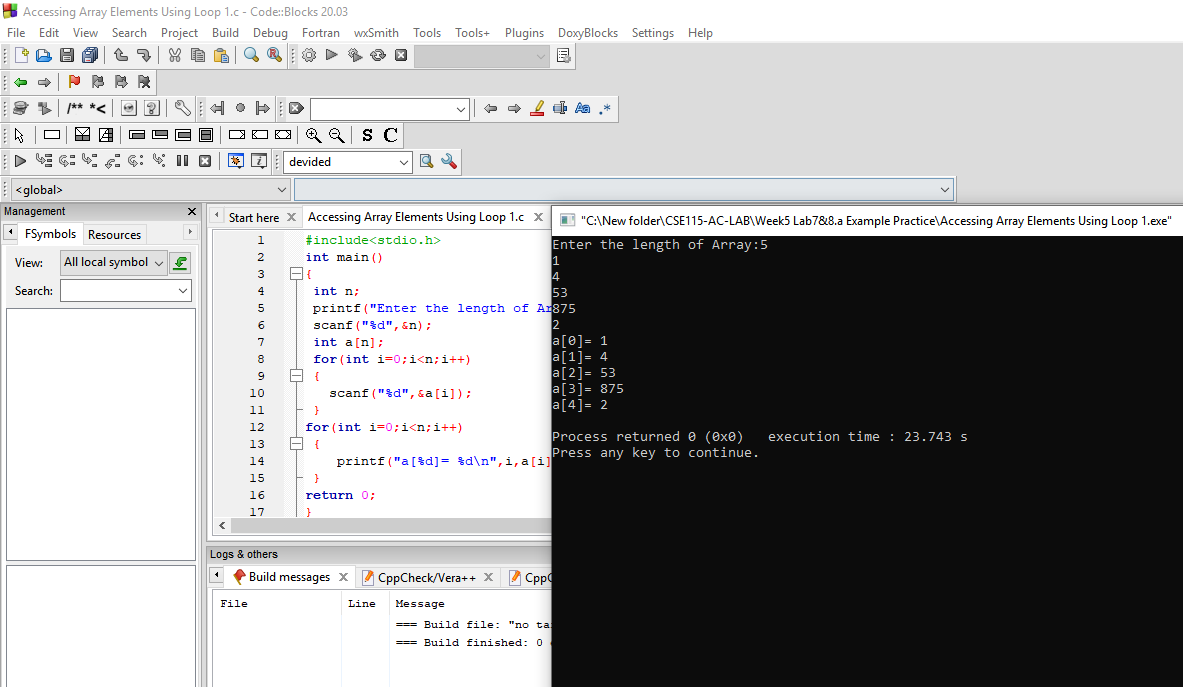 Accessing Array Elements Using Loop 1.c - Code::Blocks 20.03
File Edit View Search Project Build Debug Fortran wxSmith Tools Tools+ Plugins DoxyBlocks Settings Help
/** *<
Aa .*
S C
devided
<global>
Management
FSymbols Resources
View: All local symbol
Search:
Start here Accessing Array Elements Using Loop 1.c
1 #include<stdio.h>
2 int main()
3 {
4 int n;
5 printf("Enter the length of Ar
6 scanf("%d",&n);
7 int a[n];
8 for(int i=0;i<n;i++)
9 {
10 scanf("%d",&a[i]);
11 }
12 for(int i=0;i<n;i++)
13 {
14 printf("a[%d]= %d\n",i,a[i]
15 }
16 return 0;
17 }
Logs & others
Build messages CppCheck/Vera++ CppC
File Line Message
=== Build file: "no ta
=== Build finished: 0
"C:\New folder\CSE115-AC-LAB\Week5 Lab7&8.a Example Practice\Accessing Array Elements Using Loop 1.exe"
Enter the length of Array:5
1
4
53
875
2
a[0]= 1
a[1]= 4
a[2]= 53
a[3]= 875
a[4]= 2
Process returned 0 (0x0) execution time : 23.743 s
Press any key to continue.